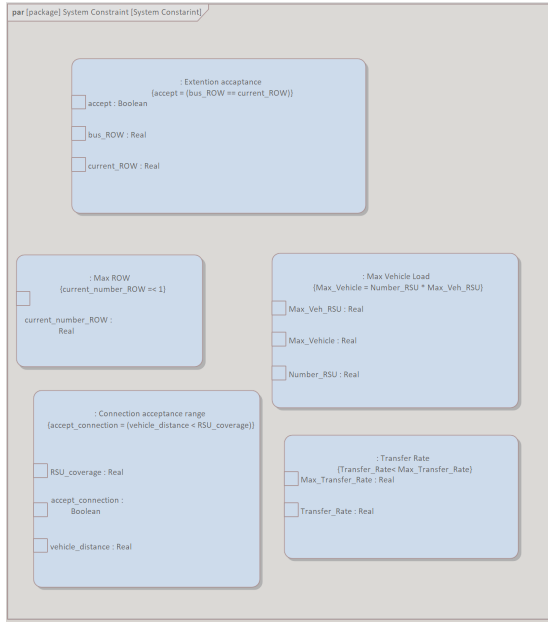 par [package] System Constraint [System Constarint]
: Extention accaptance
{accept = (bus_ROW == current_ROW)}
accept : Boolean
bus_ROW : Real
current_ROW : Real
: Max ROW
{current_number_ROW =< 1}
current_number_ROW :
Real
: Max Vehicle Load
{Max_Vehicle = Number_RSU * Max_Veh_RSU}
Max_Veh_RSU : Real
Max_Vehicle : Real
Number_RSU : Real
: Connection acceptance range
{accept_connection = (vehicle_distance < RSU_coverage)}
RSU_coverage : Real
accept_connection :
Boolean
vehicle_distance : Real
: Transfer Rate
{Transfer_Rate< Max_Transfer_Rate}
Max_Transfer_Rate : Real
Transfer_Rate : Real